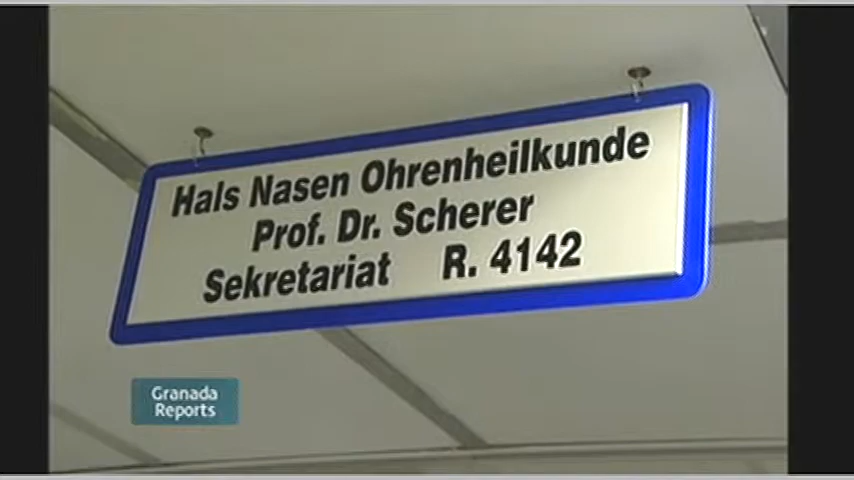 Hals Nasen Ohrenheilkunde
Prof. Dr. Scherer
Sekretariat R. 4142
Granada
Reports